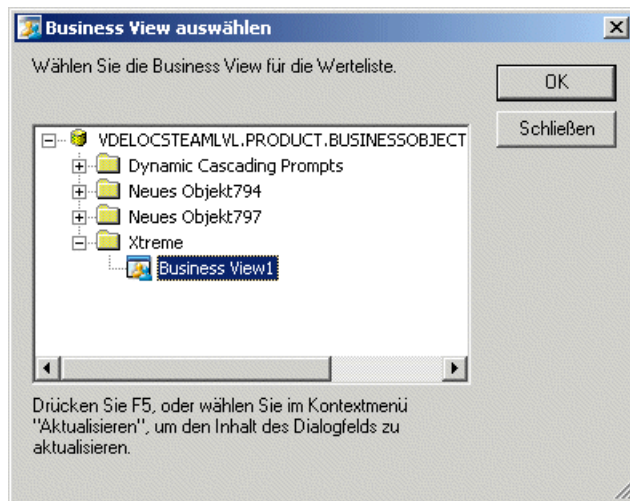 Business View auswählen
Wählen Sie die Business View für die Werteliste.
OK
Schließen
VDELOCSTEAMLVL.PRODUCT.BUSINESSOBJECT
Dynamic Cascading Prompts
Neues Objekt794
Neues Objekt797
Xtreme
Business View1
Drücken Sie F5, oder wählen Sie im Kontextmenü
"Aktualisieren", um den Inhalt des Dialogfelds zu
aktualisieren.